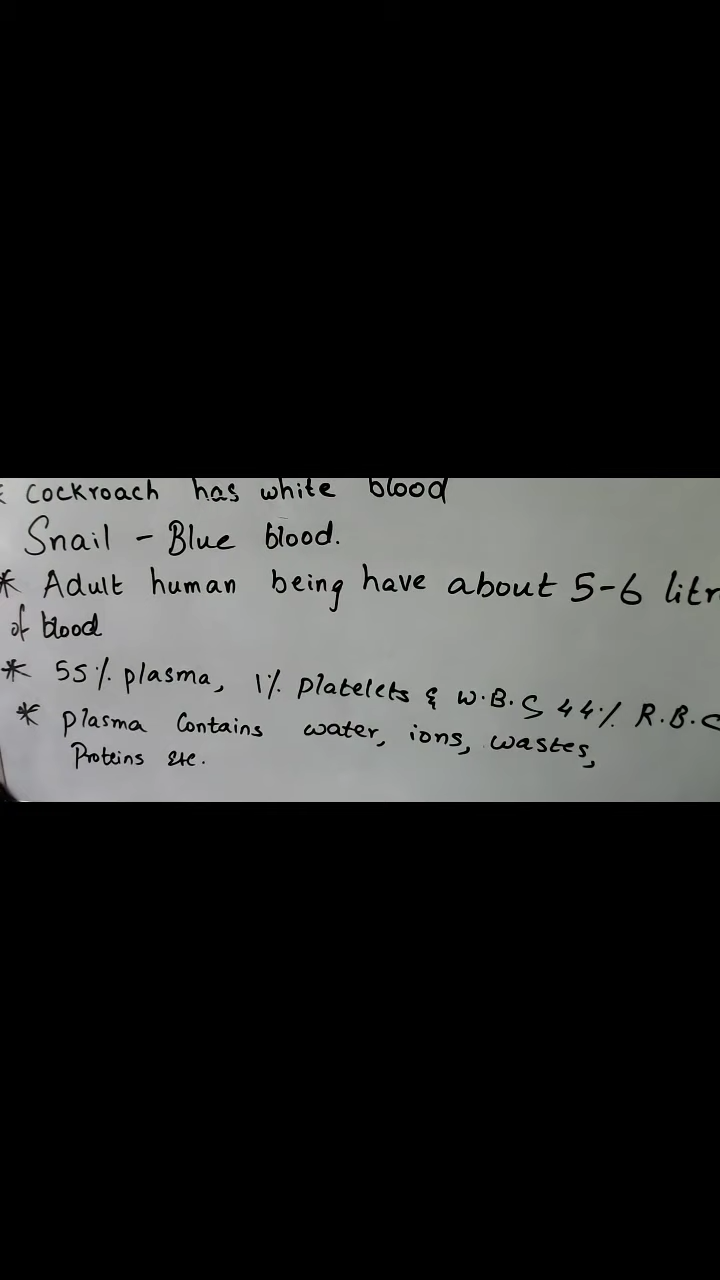 * Cockroach has white blood
Snail - Blue blood.
* Adult human being have about 5-6 litr
of blood
* 55% plasma, 1% Platelets & W.B.C 44% R.B.C
* Plasma Contains water, ions, wastes,
Proteins etc.